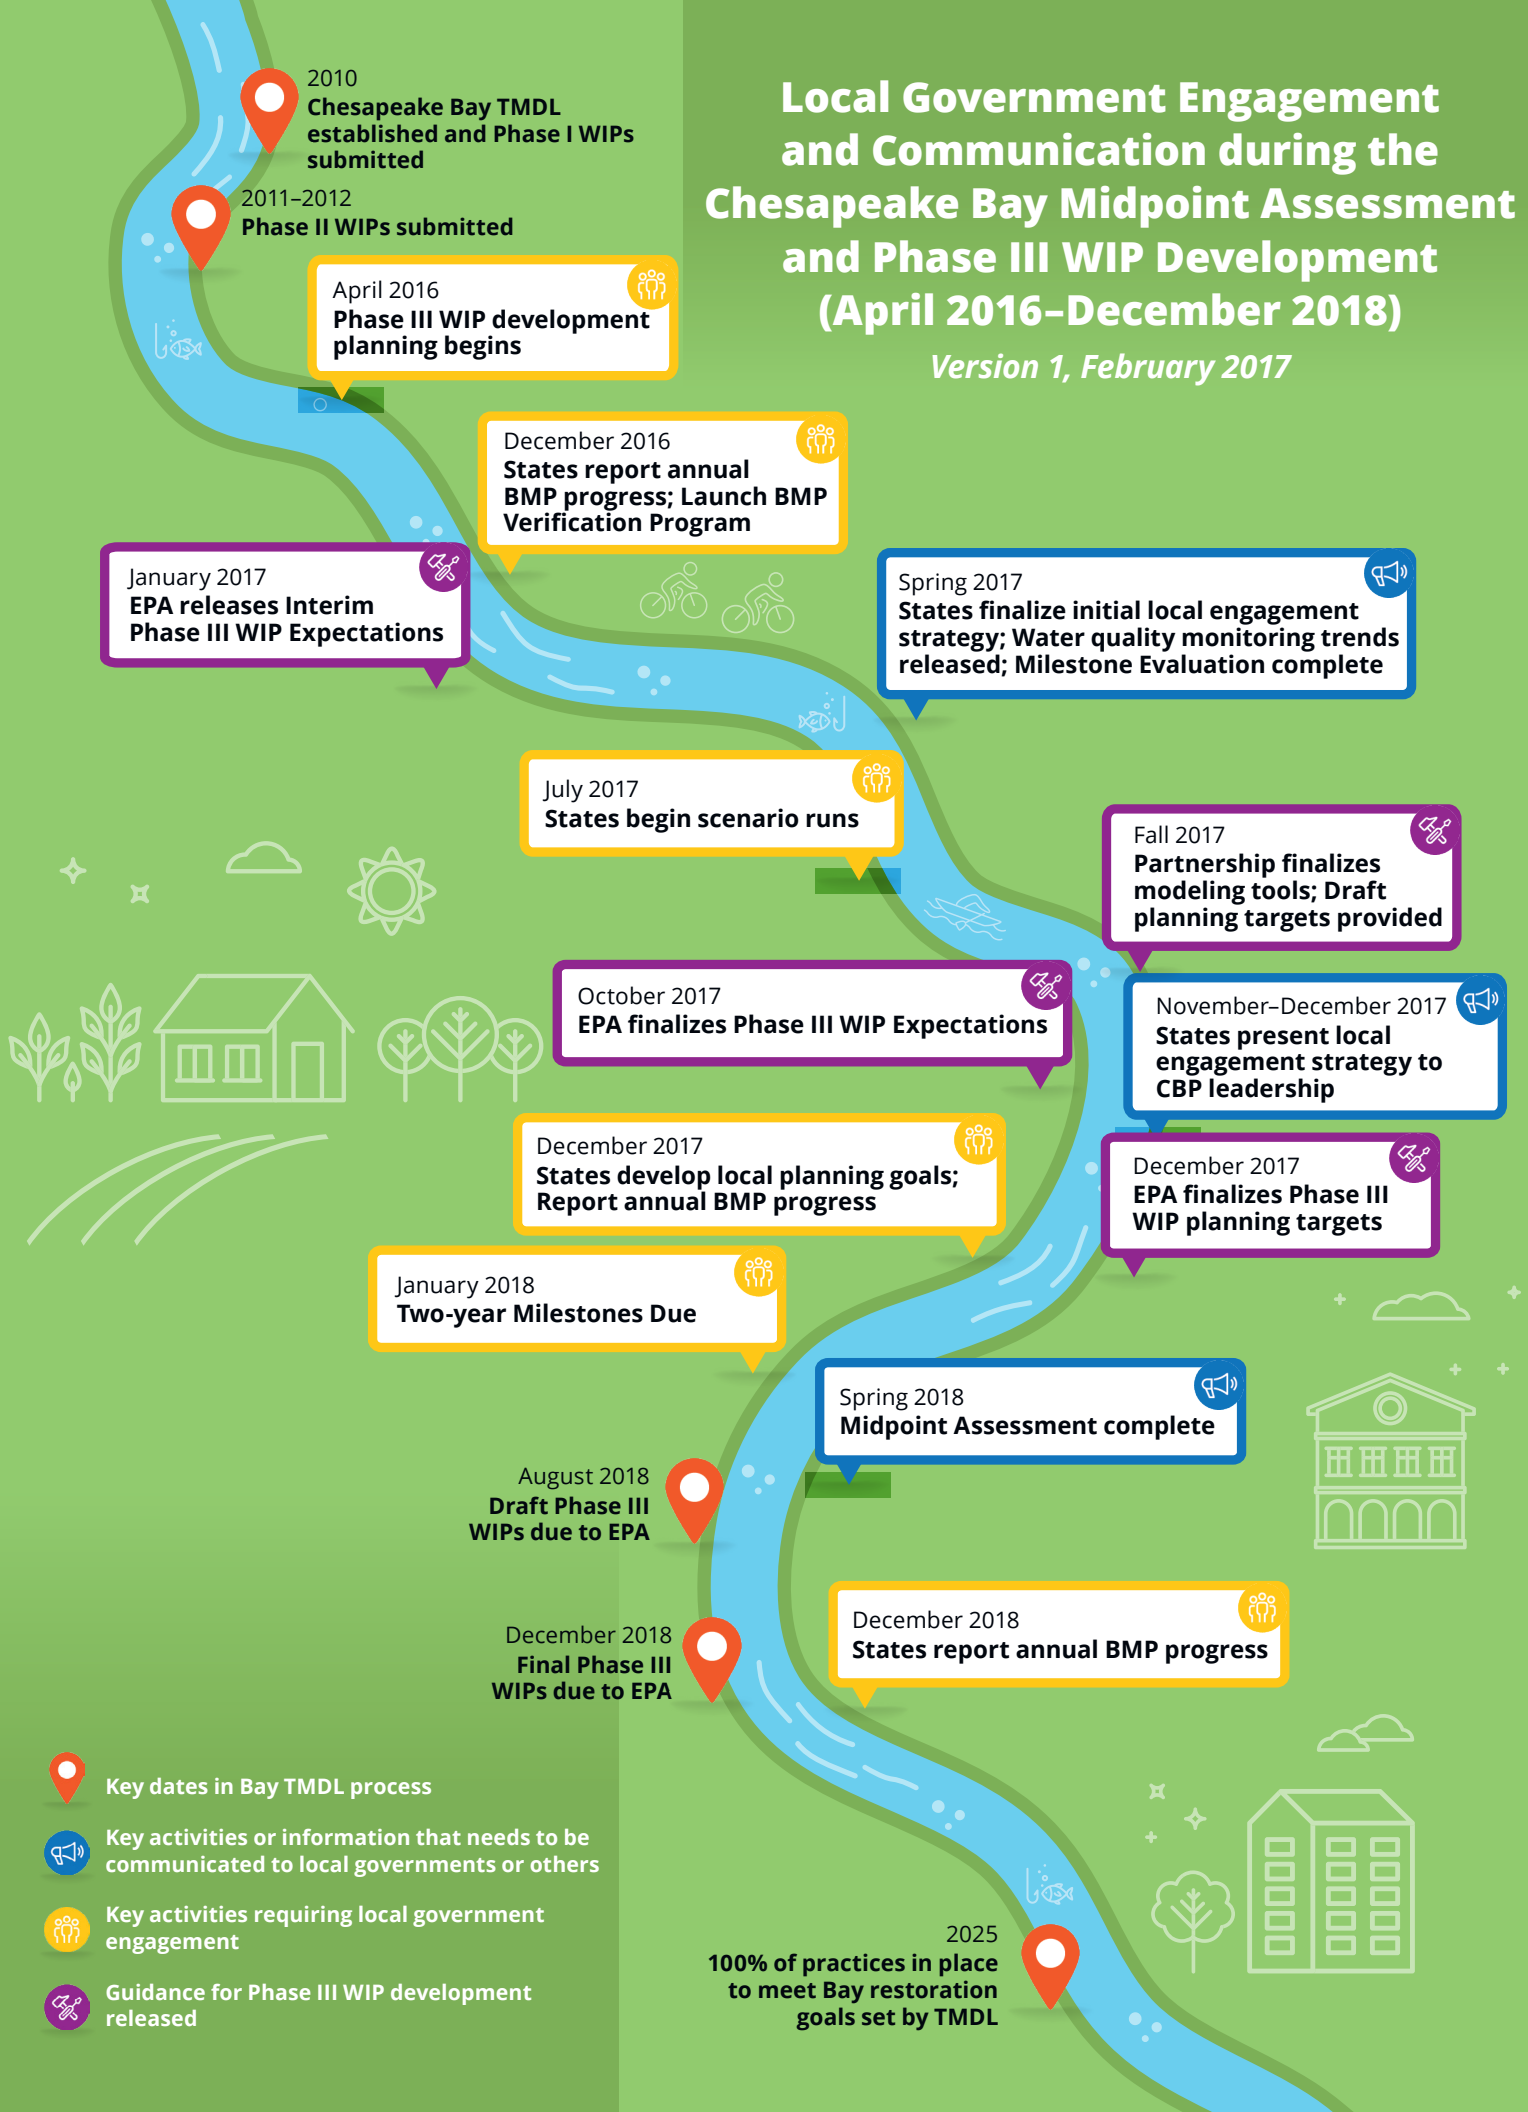 Local Government Engagement
and Communication during the
Chesapeake Bay Midpoint Assessment
and Phase III WIP Development
(April 2016–December 2018)
Version 1, February 2017
2010
Chesapeake Bay TMDL
established and Phase I WIPs
submitted
2011–2012
Phase II WIPs submitted
April 2016
Phase III WIP development
planning begins
December 2016
States report annual
BMP progress; Launch BMP
Verification Program
January 2017
EPA releases Interim
Phase III WIP Expectations
Spring 2017
States finalize initial local engagement
strategy; Water quality monitoring trends
released; Milestone Evaluation complete
July 2017
States begin scenario runs
Fall 2017
Partnership finalizes
modeling tools; Draft
planning targets provided
October 2017
EPA finalizes Phase III WIP Expectations
November–December 2017
States present local
engagement strategy to
CBP leadership
December 2017
States develop local planning goals;
Report annual BMP progress
December 2017
EPA finalizes Phase III
WIP planning targets
January 2018
Two-year Milestones Due
Spring 2018
Midpoint Assessment complete
August 2018
Draft Phase III
WIPs due to EPA
December 2018
States report annual BMP progress
December 2018
Final Phase III
WIPs due to EPA
2025
100% of practices in place
to meet Bay restoration
goals set by TMDL
Key dates in Bay TMDL process
Key activities or information that needs to be
communicated to local governments or others
Key activities requiring local government
engagement
Guidance for Phase III WIP development
released